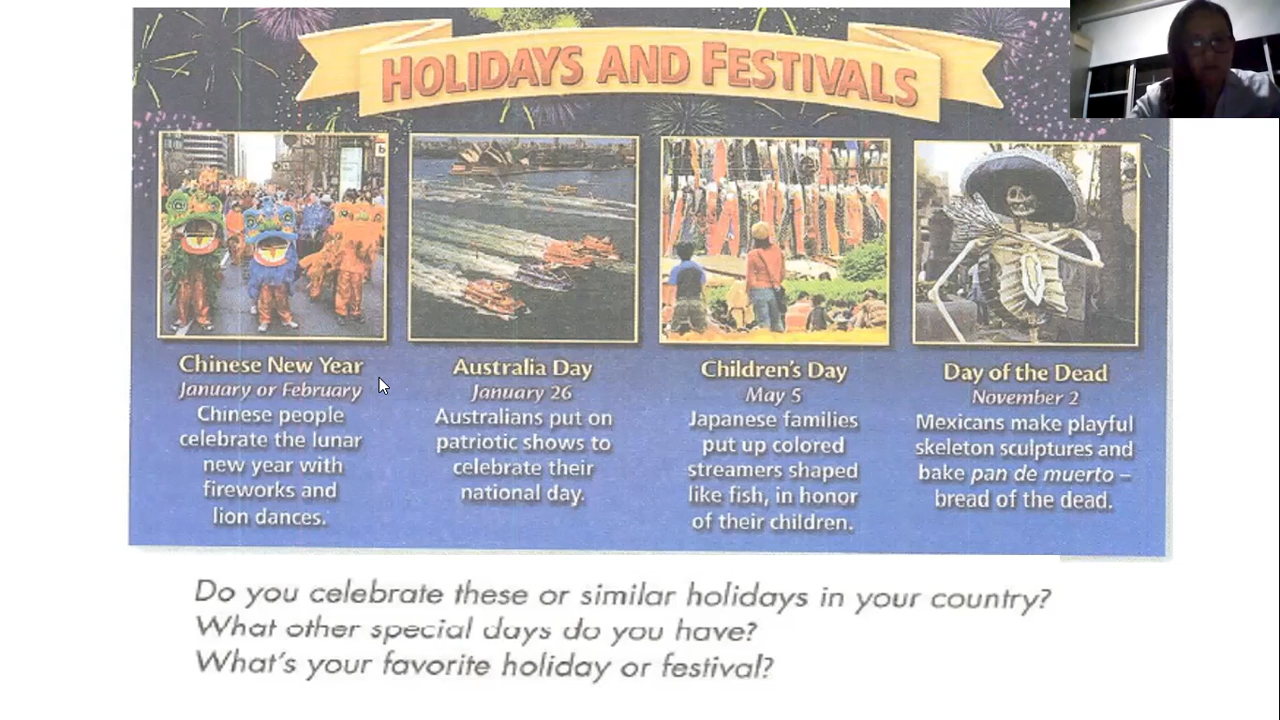 HOLIDAYS AND FESTIVALS
Chinese New Year
January or February
Chinese people
celebrate the lunar
new year with
fireworks and
lion dances.
Australia Day
January 26
Australians put on
patriotic shows to
celebrate their
national day.
Children's Day
May 5
Japanese families
put up colored
streamers shaped
like fish, in honor
of their children.
Day of the Dead
November 2
Mexicans make playful
skeleton sculptures and
bake pan de muerto –
bread of the dead.
Do you celebrate these or similar holidays in your country?
What other special days do you have?
What's your favorite holiday or festival?